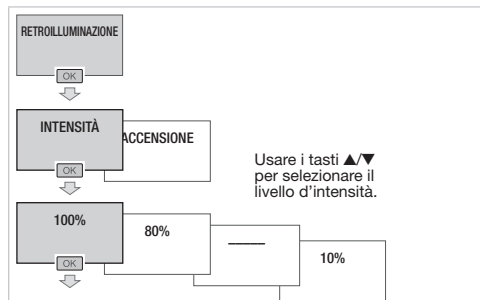 RETROILLUMINAZIONE
OK
INTENSITÀ
ACCENSIONE
OK
Usare i tasti ▲/▼
per selezionare il
livello d'intensità.
100%
80%
10%
OK